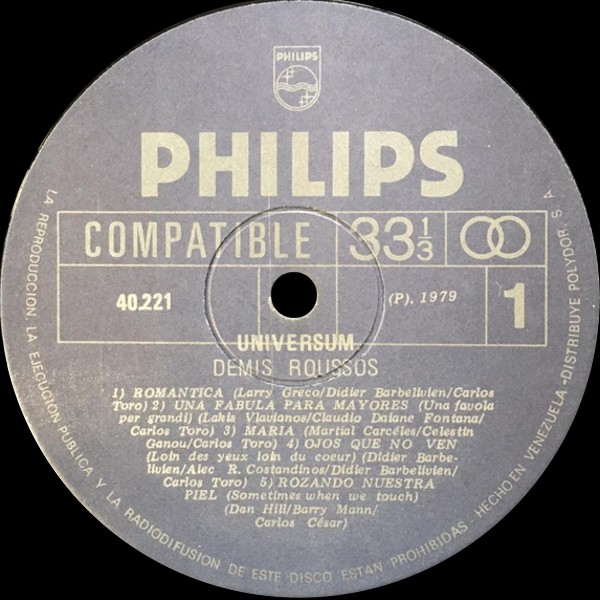 PHILIPS
PHILIPS
COMPATIBLE 33 1/3
40.221 (P). 1979 1
UNIVERSUM
DEMIS ROUSSOS
1) ROMANTICA (Larry Greco/Didier Barbelivien/Carlos
Toro) 2) UNA FABULA PARA MAYORES (Una favola
per grandi) (Lakis Vlavianos/Claudio Daiane Fontana/
Carlos Toro) 3) MARIA (Martial Carcéles/Celestin
Ganou/Carlos Toro) 4) OJOS QUE NO VEN
(Loin des yeux loin du coeur) (Didier Barbe-
livien/Alec R. Costandinos/Didier Barbelivien/
Carlos Toro) 5) ROZANDO NUESTRA
PIEL (Sometimes when we touch)
(Dan Hill/Barry Mann/
Carlos César)
LA REPRODUCCION, LA EJECUCION PUBLICA Y LA RADIODIFUSION DE ESTE DISCO ESTAN PROHIBIDAS - HECHO EN VENEZUELA - DISTRIBUYE POLYDOR, S. A.